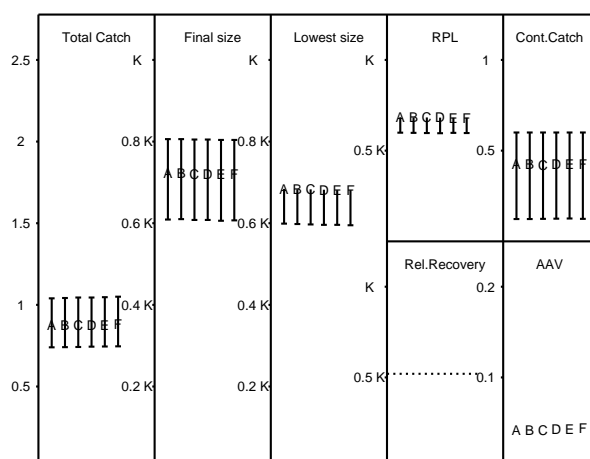 Total Catch K Final size K Lowest size K RPL 1 Cont.Catch
2.5
2 0.8 K 0.8 K 0.5 K 0.5
A B C D E F
A B C D E F
A B C D E F
A B C D E F
1.5 0.6 K 0.6 K
Rel.Recovery AAV
K 0.2
1 0.4 K 0.4 K
A B C D E F
0.5 0.2 K 0.2 K 0.5 K 0.1
A B C D E F